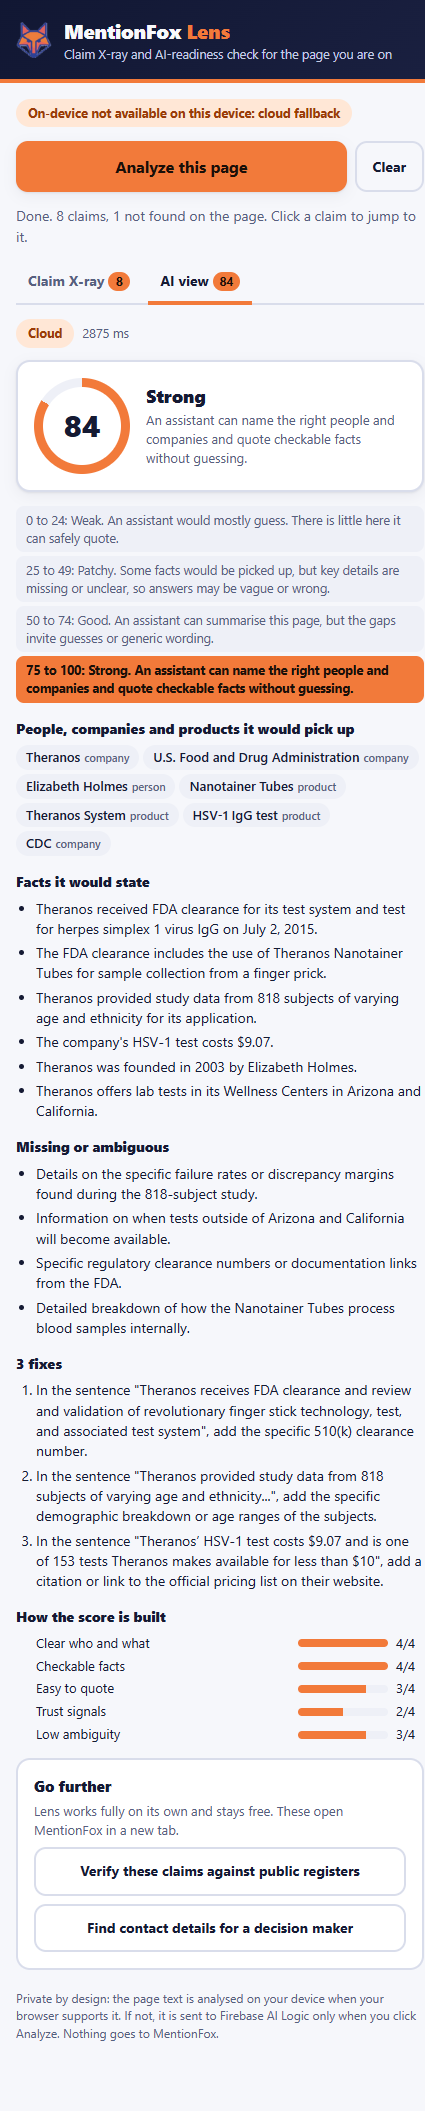 MentionFox Lens
Claim X-ray and AI-readiness check for the page you are on
On-device not available on this device: cloud fallback
Analyze this page
Clear
Done. 8 claims, 1 not found on the page. Click a claim to jump to
it.
Claim X-ray 8
AI view 84
Cloud 2875 ms
84
Strong
An assistant can name the right people and
companies and quote checkable facts
without guessing.
0 to 24: Weak. An assistant would mostly guess. There is little here it
can safely quote.
25 to 49: Patchy. Some facts would be picked up, but key details are
missing or unclear, so answers may be vague or wrong.
50 to 74: Good. An assistant can summarise this page, but the gaps
invite guesses or generic wording.
75 to 100: Strong. An assistant can name the right people and
companies and quote checkable facts without guessing.
People, companies and products it would pick up
Theranos company U.S. Food and Drug Administration company
Elizabeth Holmes person Nanotainer Tubes product
Theranos System product HSV-1 IgG test product
CDC company
Facts it would state
• Theranos received FDA clearance for its test system and test
for herpes simplex 1 virus IgG on July 2, 2015.
• The FDA clearance includes the use of Theranos Nanotainer
Tubes for sample collection from a finger prick.
• Theranos provided study data from 818 subjects of varying
age and ethnicity for its application.
• The company's HSV-1 test costs $9.07.
• Theranos was founded in 2003 by Elizabeth Holmes.
• Theranos offers lab tests in its Wellness Centers in Arizona and
California.
Missing or ambiguous
• Details on the specific failure rates or discrepancy margins
found during the 818-subject study.
• Information on when tests outside of Arizona and California
will become available.
• Specific regulatory clearance numbers or documentation links
from the FDA.
• Detailed breakdown of how the Nanotainer Tubes process
blood samples internally.
3 fixes
1. In the sentence "Theranos receives FDA clearance and review
and validation of revolutionary finger stick technology, test,
and associated test system", add the specific 510(k) clearance
number.
2. In the sentence "Theranos provided study data from 818
subjects of varying age and ethnicity...", add the specific
demographic breakdown or age ranges of the subjects.
3. In the sentence "Theranos’ HSV-1 test costs $9.07 and is one
of 153 tests Theranos makes available for less than $10", add a
citation or link to the official pricing list on their website.
How the score is built
Clear who and what 4/4
Checkable facts 4/4
Easy to quote 3/4
Trust signals 2/4
Low ambiguity 3/4
Go further
Lens works fully on its own and stays free. These open
MentionFox in a new tab.
Verify these claims against public registers
Find contact details for a decision maker
Private by design: the page text is analysed on your device when your
browser supports it. If not, it is sent to Firebase AI Logic only when you click
Analyze. Nothing goes to MentionFox.